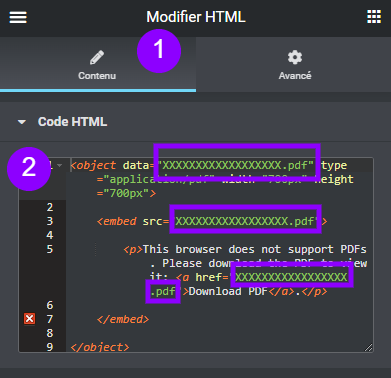 Modifier HTML
1
Contenu
Avancé
Code HTML
2
1 <object data="XXXXXXXXXXXXXXXXXX.pdf" type
="application/pdf" width="700px" height
="700px">
2
3 <embed src="XXXXXXXXXXXXXXXXX.pdf">
4
5 <p>This browser does not support PDFs
. Please download the PDF to view
it: <a href="XXXXXXXXXXXXXXXXX
.pdf">Download PDF</a>.</p>
6
7 </embed>
8
9 </object>